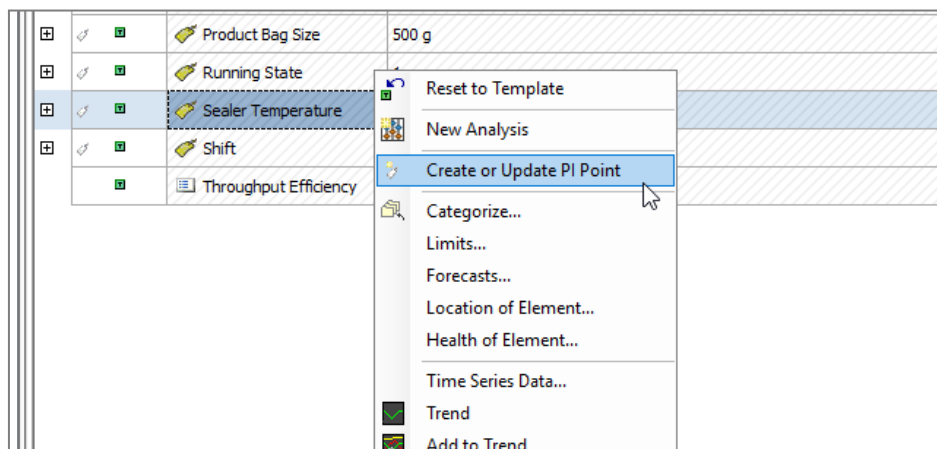 Product Bag Size 500 g
Running State
Sealer Temperature
Shift
Throughput Efficiency
Reset to Template
New Analysis
Create or Update PI Point
Categorize...
Limits...
Forecasts...
Location of Element...
Health of Element...
Time Series Data...
Trend
Add to Trend